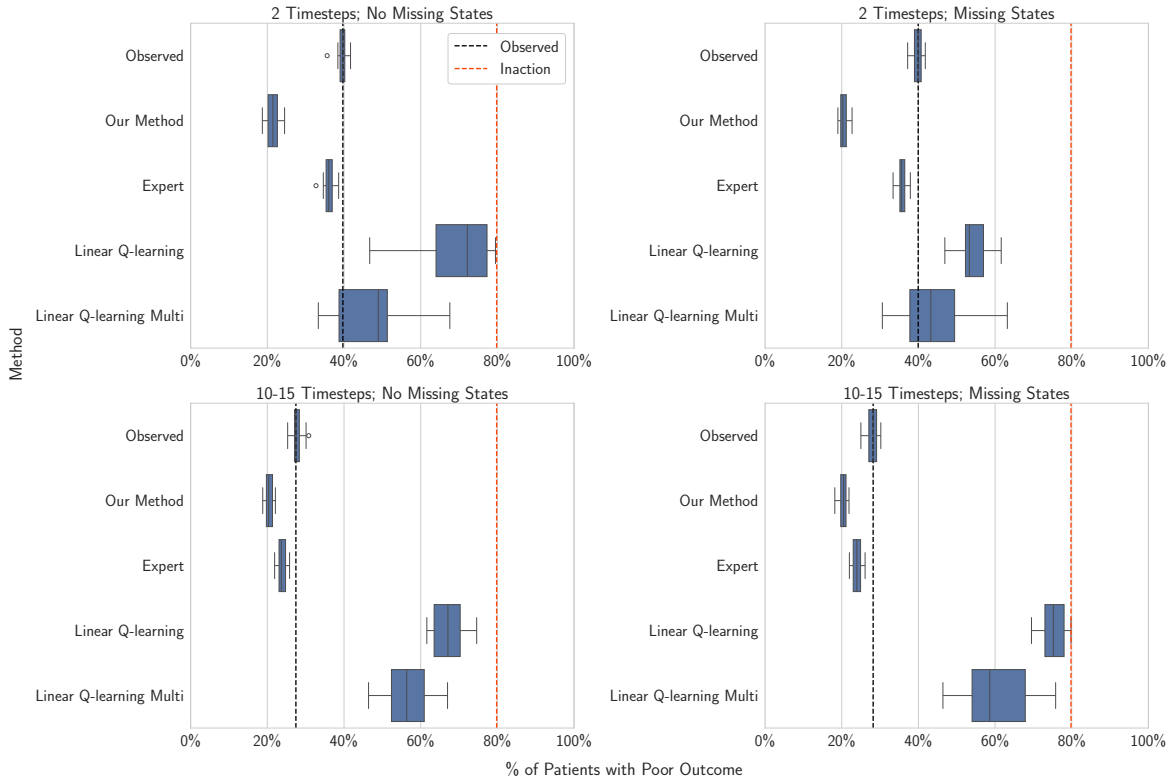 2 Timesteps; No Missing States
Observed
Our Method
Expert
Linear Q-learning
Linear Q-learning Multi
Observed
Inaction
0% 20% 40% 60% 80% 100%
2 Timesteps; Missing States
Observed
Our Method
Expert
Linear Q-learning
Linear Q-learning Multi
0% 20% 40% 60% 80% 100%
Method
10-15 Timesteps; No Missing States
Observed
Our Method
Expert
Linear Q-learning
Linear Q-learning Multi
0% 20% 40% 60% 80% 100%
10-15 Timesteps; Missing States
Observed
Our Method
Expert
Linear Q-learning
Linear Q-learning Multi
0% 20% 40% 60% 80% 100%
% of Patients with Poor Outcome